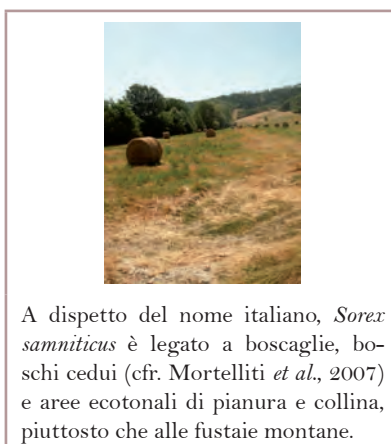 A dispetto del nome italiano, Sorex
samniticus è legato a boscaglie, bo-
schi cedui (cfr. Mortelliti et al., 2007)
e aree ecotonali di pianura e collina,
piuttosto che alle fustaie montane.